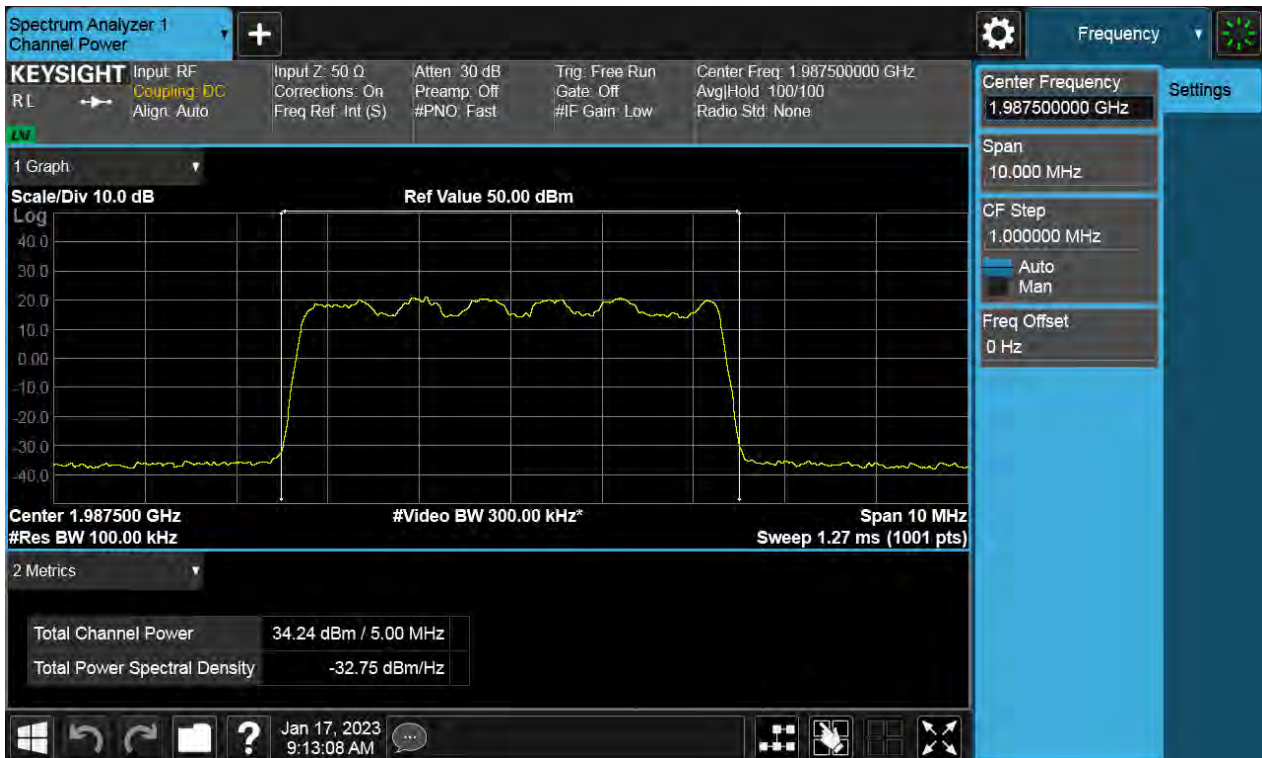 Spectrum Analyzer 1
Channel Power
+
Frequency
KEYSIGHT
RL
Input: RF
Coupling: DC
Align: Auto
Input Z: 50 Ω
Corrections: On
Freq Ref: Int (S)
Atten: 30 dB
Preamp: Off
#PNO: Fast
Trig: Free Run
Gate: Off
#IF Gain: Low
Center Freq: 1.987500000 GHz
Avg|Hold: 100/100
Radio Std: None
1 Graph
Scale/Div 10.0 dB
Ref Value 50.00 dBm
Log
40.0
30.0
20.0
10.0
0.00
-10.0
-20.0
-30.0
-40.0
Center 1.987500 GHz
#Video BW 300.00 kHz*
Span 10 MHz
#Res BW 100.00 kHz
Sweep 1.27 ms (1001 pts)
2 Metrics
Total Channel Power
34.24 dBm / 5.00 MHz
Total Power Spectral Density
-32.75 dBm/Hz
?
Jan 17, 2023
9:13:08 AM
Center Frequency
1.987500000 GHz
Settings
Span
10.000 MHz
CF Step
1.000000 MHz
Auto
Man
Freq Offset
0 Hz